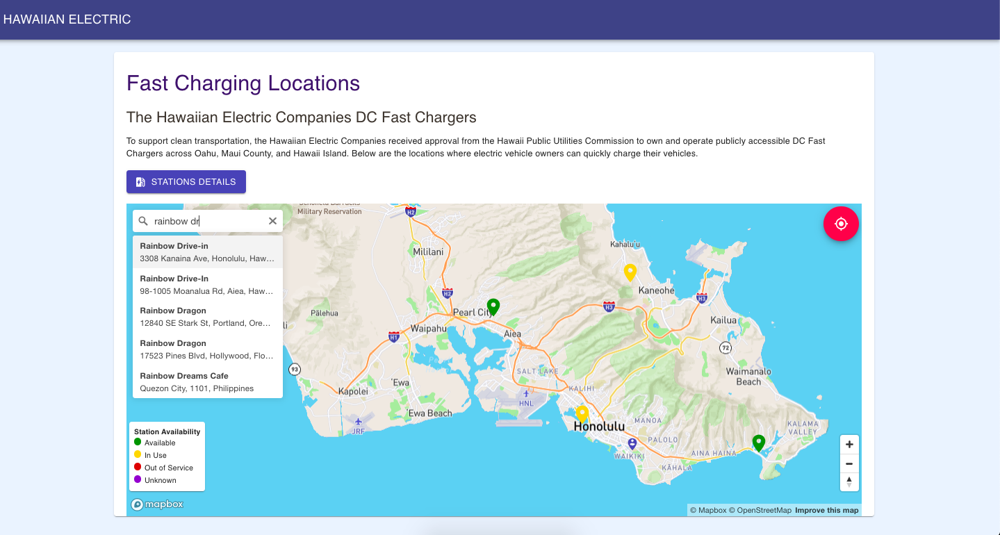 HAWAIIAN ELECTRIC
Fast Charging Locations
The Hawaiian Electric Companies DC Fast Chargers
To support clean transportation, the Hawaiian Electric Companies received approval from the Hawaii Public Utilities Commission to own and operate publicly accessible DC Fast
Chargers across Oahu, Maui County, and Hawaii Island. Below are the locations where electric vehicle owners can quickly charge their vehicles.
STATIONS DETAILS
rainbow dr
Rainbow Drive-in
3308 Kanaina Ave, Honolulu, Haw…
Rainbow Drive-In
98-1005 Moanalua Rd, Aiea, Haw…
Rainbow Dragon
12840 SE Stark St, Portland, Ore…
Rainbow Dragon
17523 Pines Blvd, Hollywood, Flo…
Rainbow Dreams Cafe
Quezon City, 1101, Philippines
Military Reservation
H2
Mililani
Kahalu'u
Kaneohe
H2
H3
H3
Pālehua
Pearl City
Kailua
Waipahu
Aiea
H1
72
93
SALT LAKE
Waimanalo
Beach
'Ewa
KALIHI
Kapolei
HNL
'Ewa Beach
JRF
Honolulu
MANOA
KALAMA
VALLEY
PALOLO
WAIKIKI
AINA HAINA
KĀHALA
Station Availability
Available
In Use
Out of Service
Unknown
mapbox
© Mapbox © OpenStreetMap Improve this map